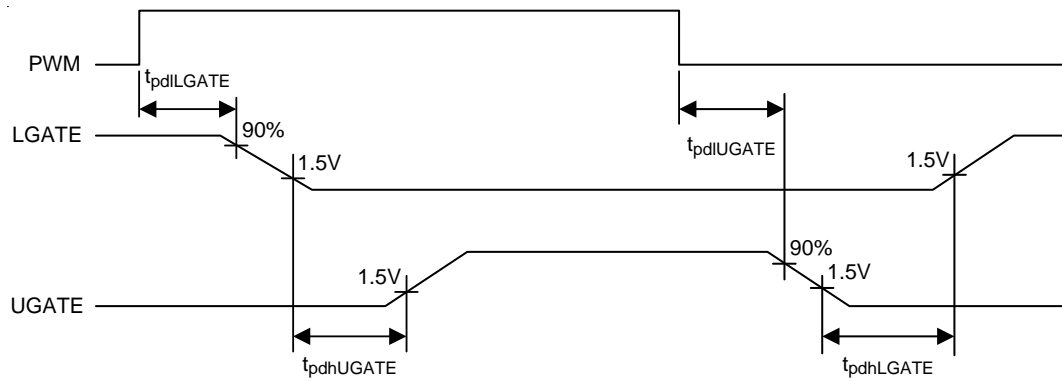 PWM
tpdlLGATE
LGATE
90%
1.5V
tpdlUGATE
1.5V
90%
1.5V
1.5V
UGATE
tpdhUGATE
tpdhLGATE